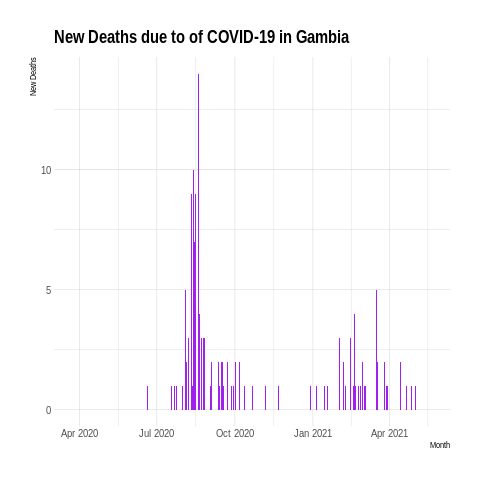 New Deaths due to of COVID-19 in Gambia
New Deaths
10
5
0
Apr 2020 Jul 2020 Oct 2020 Jan 2021 Apr 2021
Month